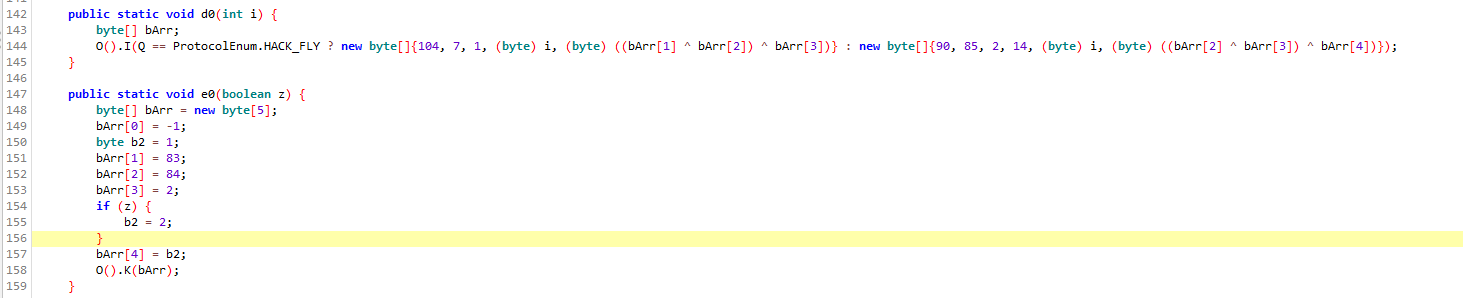 142 public static void d0(int i) {
143 byte[] bArr;
144 O().I(Q == ProtocolEnum.HACK_FLY ? new byte[]{104, 7, 1, (byte) i, (byte) ((bArr[1] ^ bArr[2]) ^ bArr[3])} : new byte[]{90, 85, 2, 14, (byte) i, (byte) ((bArr[2] ^ bArr[3]) ^ bArr[4])});
145 }
146
147 public static void e0(boolean z) {
148 byte[] bArr = new byte[5];
149 bArr[0] = -1;
150 byte b2 = 1;
151 bArr[1] = 83;
152 bArr[2] = 84;
153 bArr[3] = 2;
154 if (z) {
155 b2 = 2;
156 }
157 bArr[4] = b2;
158 O().K(bArr);
159 }